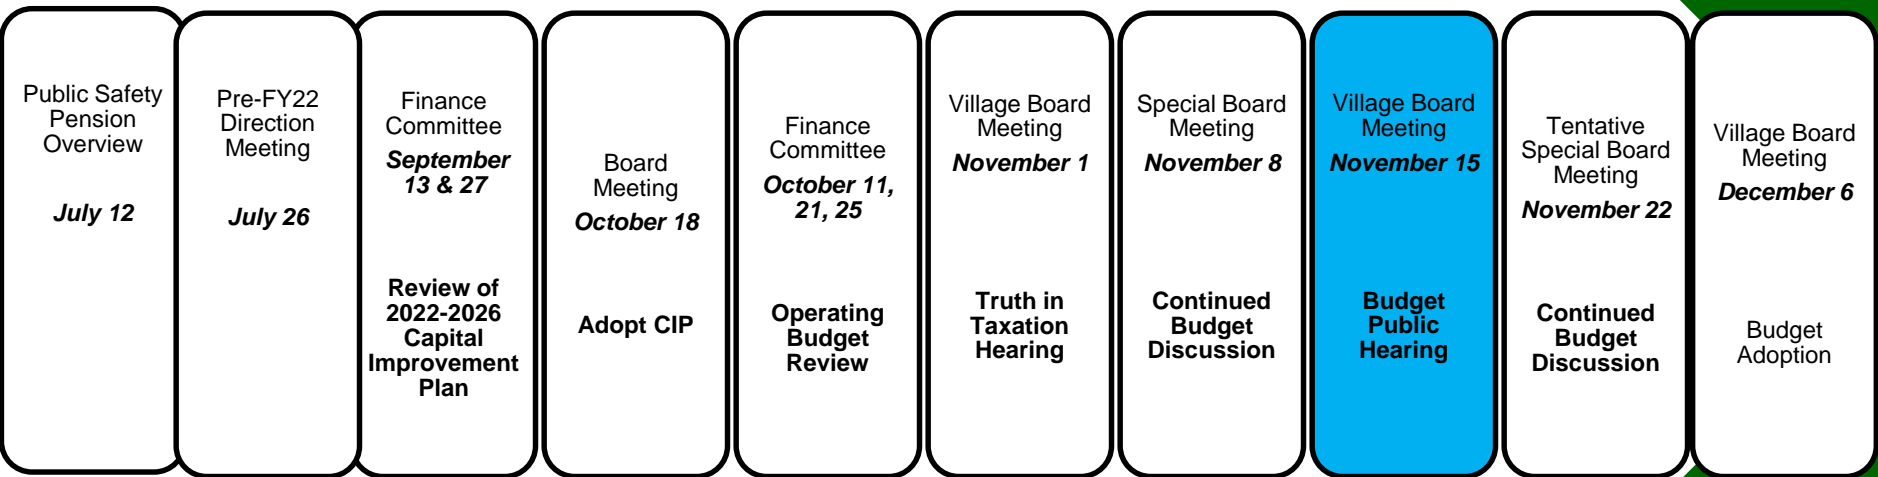 Public Safety
Pension
Overview
July 12
Pre-FY22
Direction
Meeting
July 26
Finance
Committee
September
13 & 27
Review of
2022-2026
Capital
Improvement
Plan
Board
Meeting
October 18
Adopt CIP
Finance
Committee
October 11,
21, 25
Operating
Budget
Review
Village Board
Meeting
November 1
Truth in
Taxation
Hearing
Special Board
Meeting
November 8
Continued
Budget
Discussion
Village Board
Meeting
November 15
Budget
Public
Hearing
Tentative
Special Board
Meeting
November 22
Continued
Budget
Discussion
Village Board
Meeting
December 6
Budget
Adoption